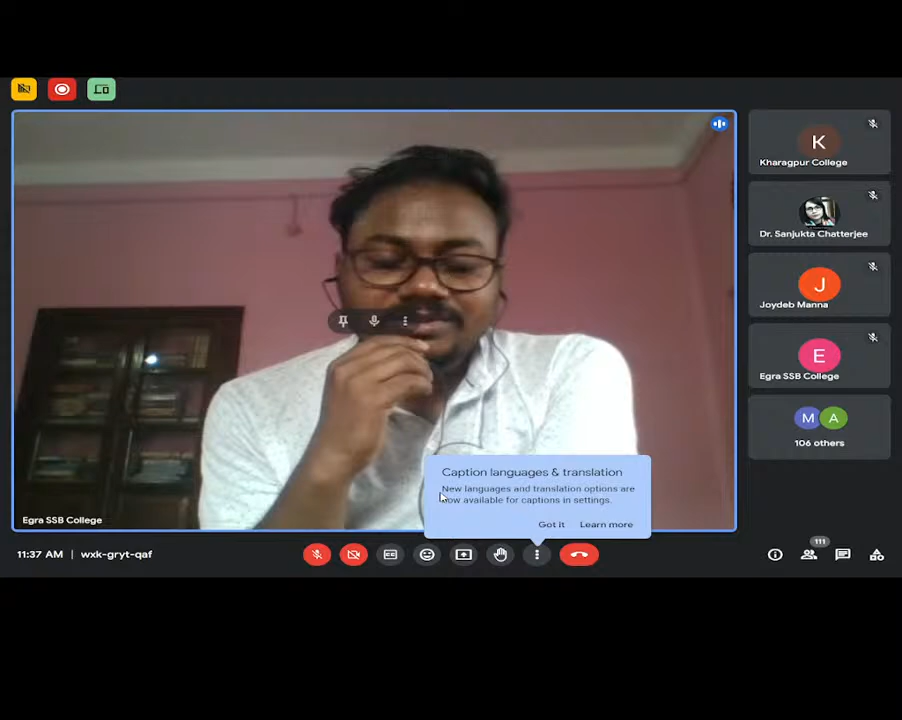 K
Kharagpur College
Dr. Sanjukta Chatterjee
J
Joydeb Manna
E
Egra SSB College
M A
106 others
Egra SSB College
Caption languages & translation
New languages and translation options are
now available for captions in settings.
Got it Learn more
11:37 AM | wxk-gryt-qaf
CC
111